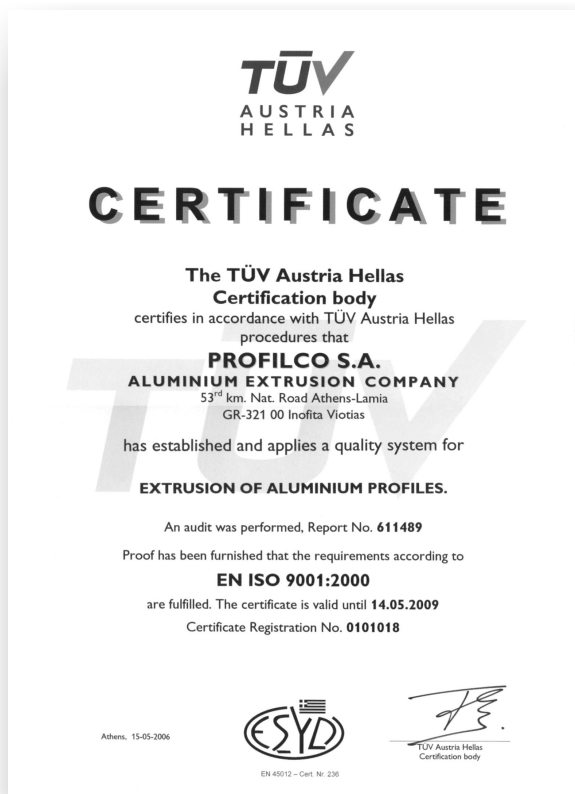 TÜV
AUSTRIA
HELLAS
CERTIFICATE
The TÜV Austria Hellas
Certification body
certifies in accordance with TÜV Austria Hellas
procedures that
PROFILCO S.A.
ALUMINIUM EXTRUSION COMPANY
53rd km. Nat. Road Athens-Lamia
GR-321 00 Inofita Viotias
has established and applies a quality system for
EXTRUSION OF ALUMINIUM PROFILES.
An audit was performed, Report No. 611489
Proof has been furnished that the requirements according to
EN ISO 9001:2000
are fulfilled. The certificate is valid until 14.05.2009
Certificate Registration No. 0101018
Athens, 15-05-2006
ESYD
EN 45012 – Cert. Nr. 236
TÜV Austria Hellas
Certification body